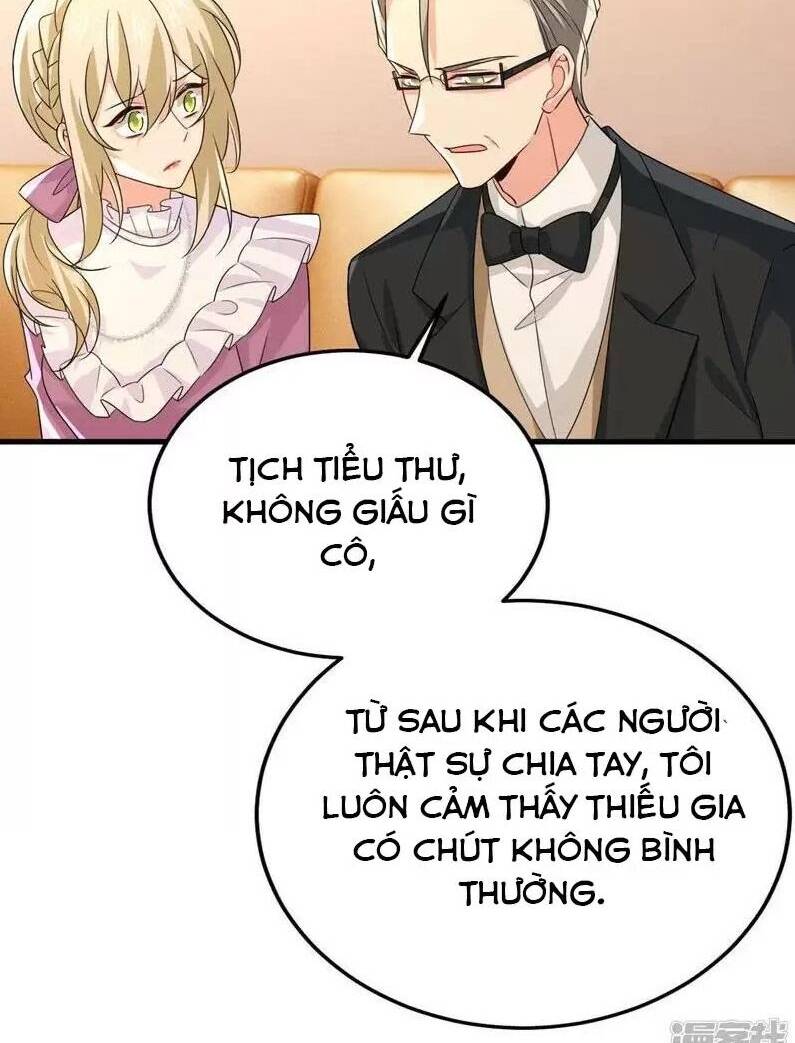 TỊCH TIỂU THƯ,
KHÔNG GIẤU GÌ
CÔ,
TỪ SAU KHI CÁC NGƯỜI
THẬT SỰ CHIA TAY, TÔI
LUÔN CẢM THẤY THIẾU GIA
CÓ CHÚT KHÔNG BÌNH
THƯỜNG.